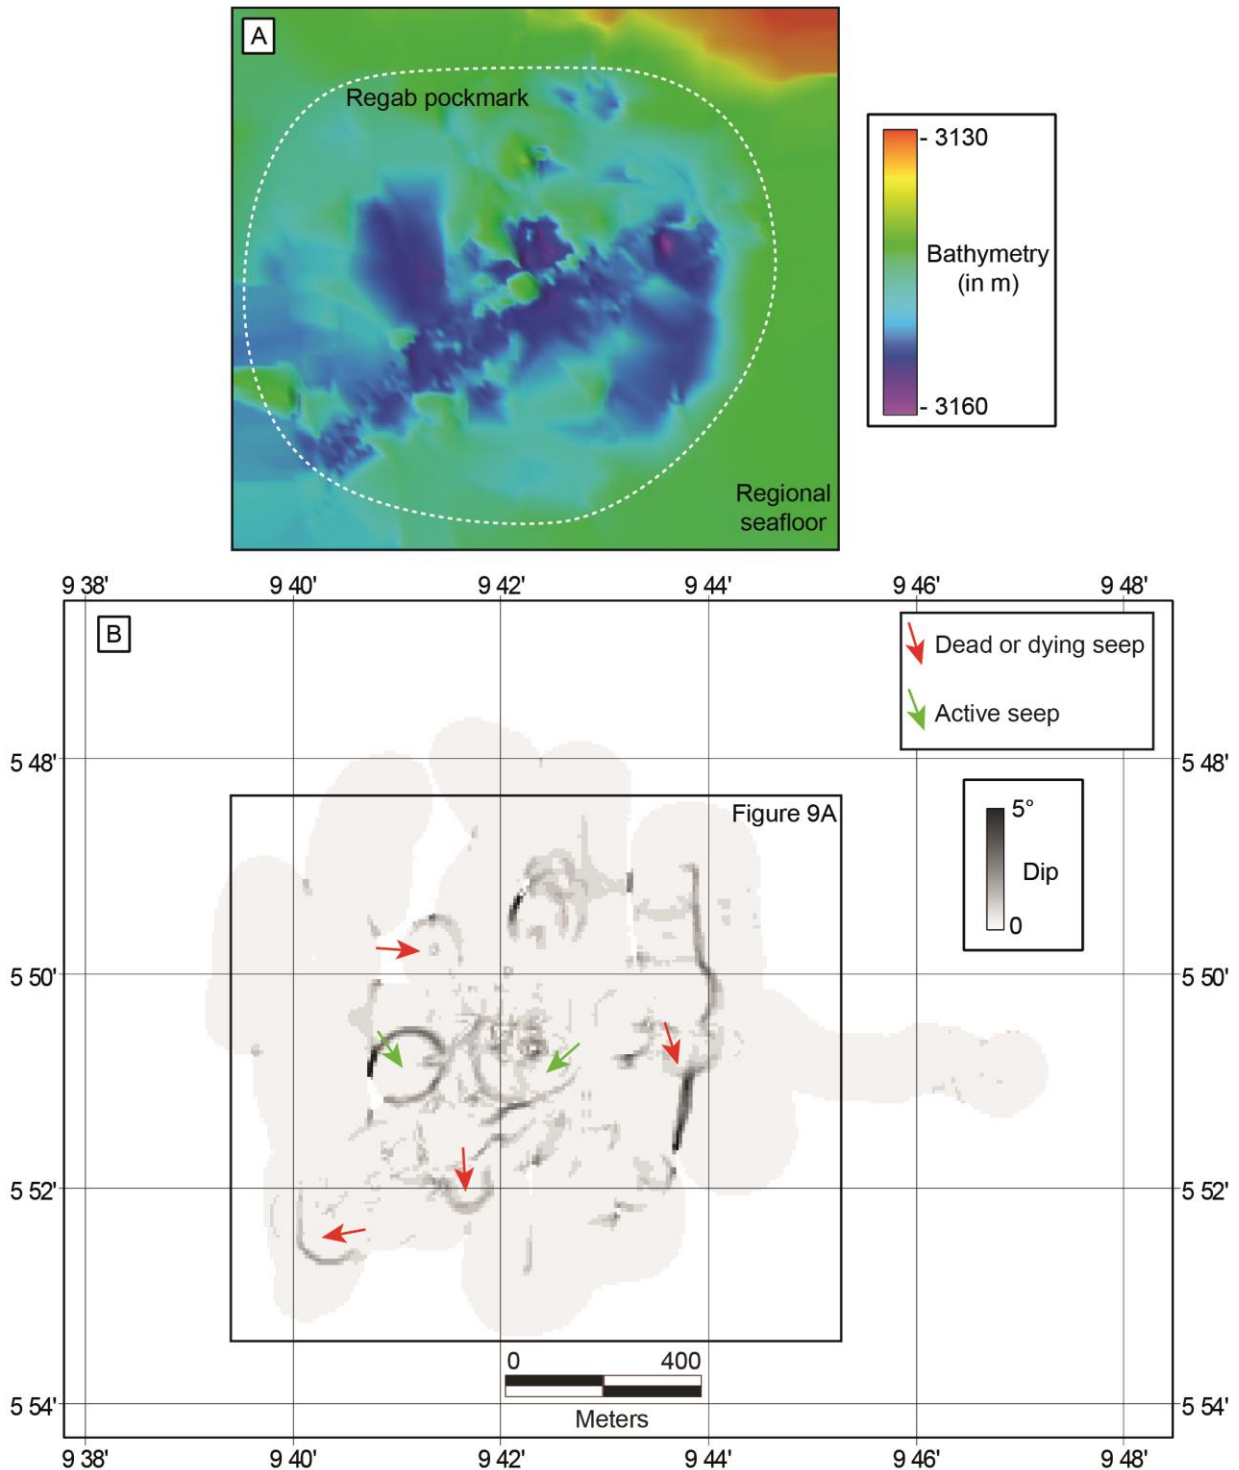 A
Regab pockmark
Regional
seafloor
- 3130
Bathymetry
(in m)
- 3160
9 38'
9 40'
9 42'
9 44'
9 46'
9 48'
B
Dead or dying seep
Active seep
5 48'
5 48'
Figure 9A
5°
Dip
0
5 50'
5 50'
5 52'
5 52'
0
400
Meters
5 54'
5 54'
9 38'
9 40'
9 42'
9 44'
9 46'
9 48'